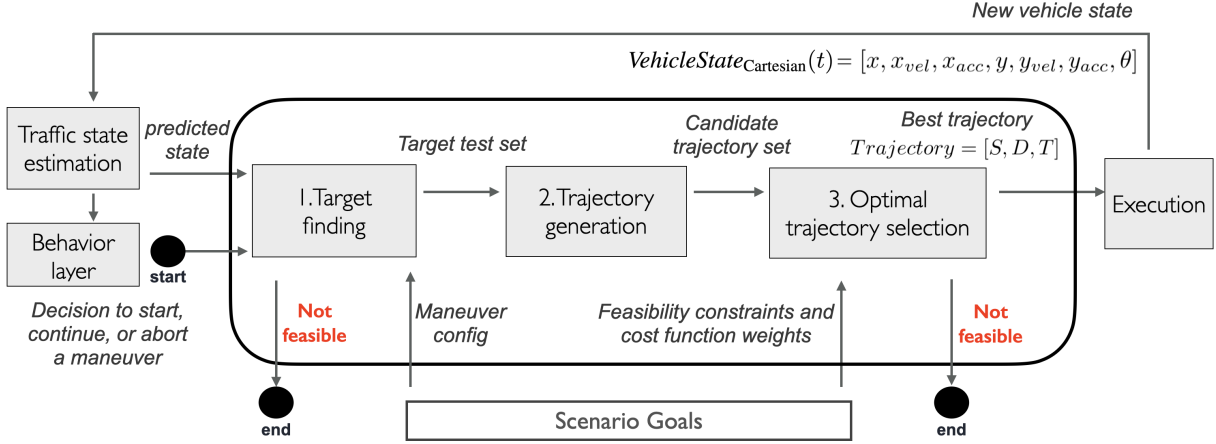 New vehicle state
VehicleState_Cartesian(t) = [x, x_vel, x_acc, y, y_vel, y_acc, θ]
Traffic state
estimation
predicted
state
Target test set
Candidate
trajectory set
Best trajectory
Trajectory = [S, D, T]
1.Target
finding
2.Trajectory
generation
3. Optimal
trajectory selection
Execution
Behavior
layer
start
Decision to start,
continue, or abort
a maneuver
Not
feasible
Maneuver
config
Feasibility constraints and
cost function weights
Not
feasible
end
Scenario Goals
end